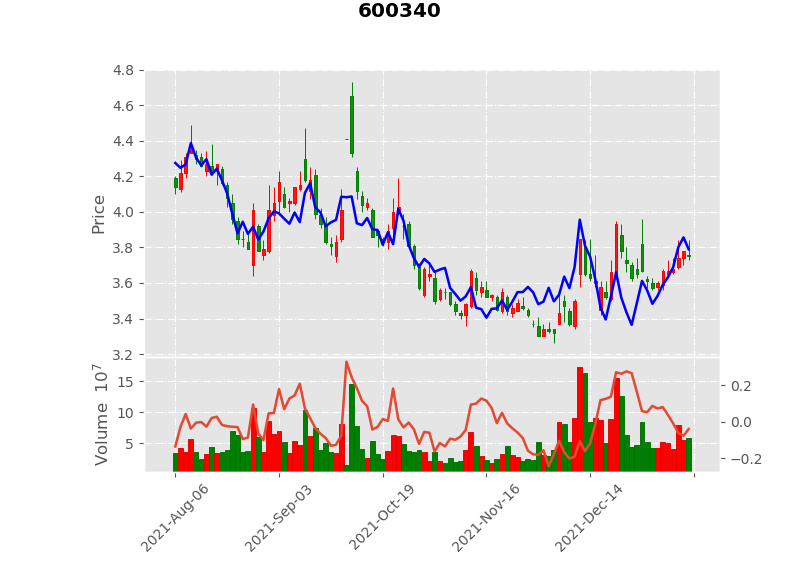 600340
4.8
4.6
4.4
4.2
4.0
3.8
3.6
3.4
3.2
Price
15
10
5
Volume 10^7
0.2
0.0
−0.2
2021-Aug-06
2021-Sep-03
2021-Oct-19
2021-Nov-16
2021-Dec-14